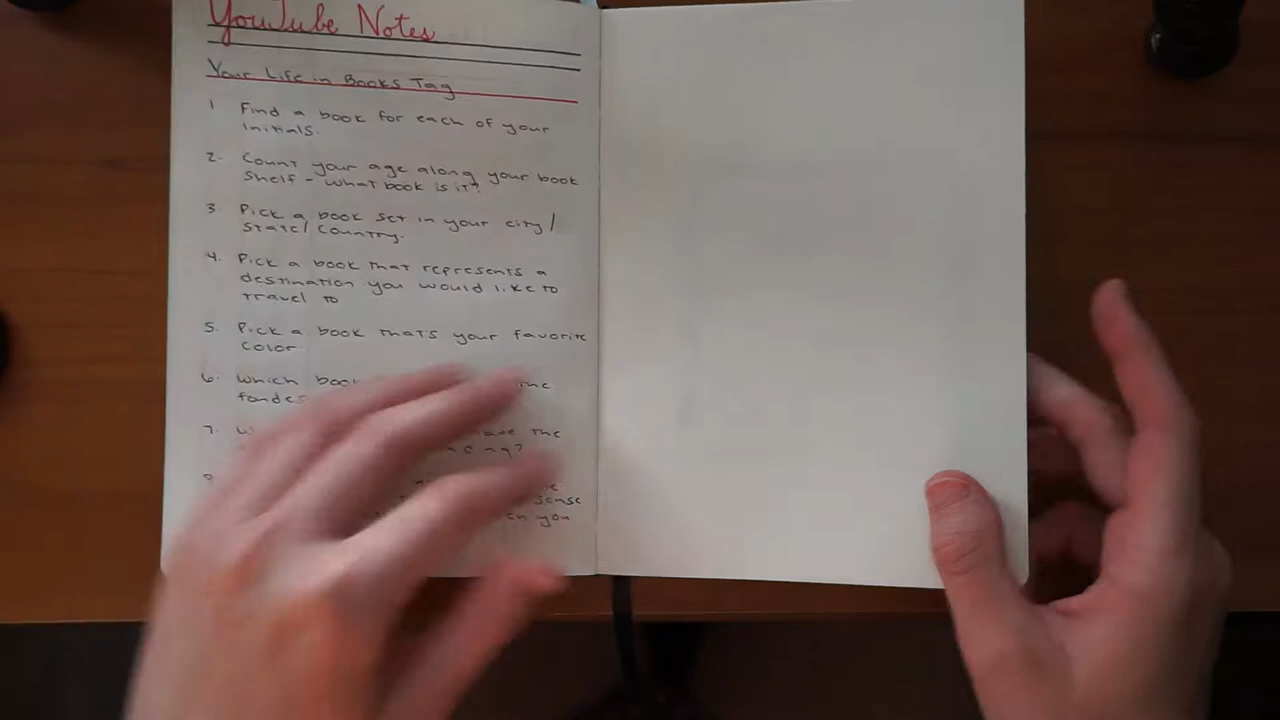 YouTube Notes
Your Life in Books Tag
1 Find a book for each of your
initials.
2. Count your age along your book
shelf - what book is it?
3 Pick a book set in your city/
state/country.
4. Pick a book that represents a
destination you would like to
travel to
5. Pick a book that's your favorite
color
6. Which
7. the
sense
you